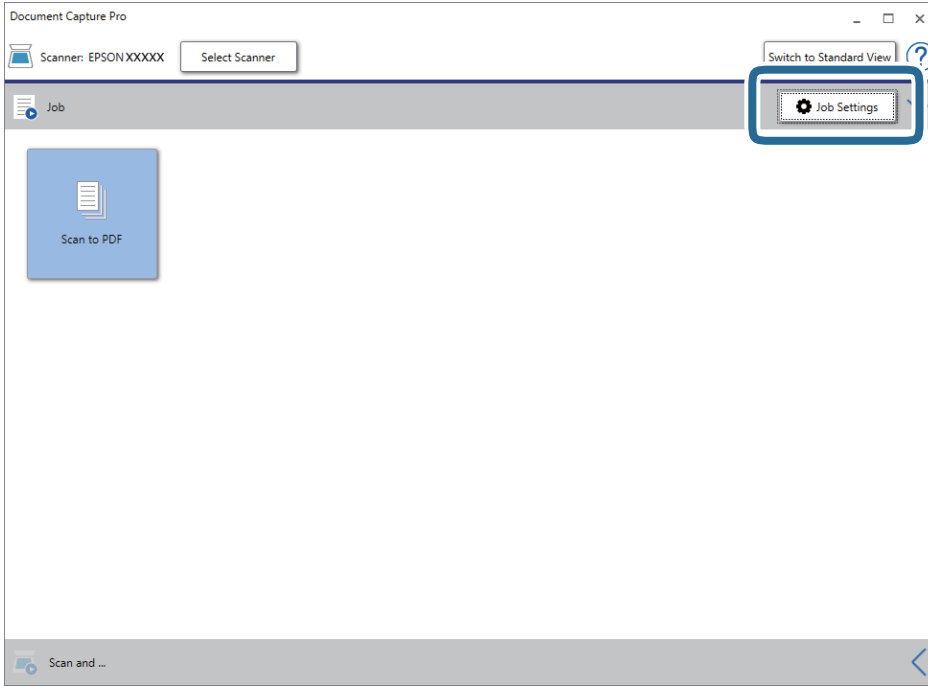 Document Capture Pro
Scanner: EPSON XXXXX
Select Scanner
Switch to Standard View
?
Job
Job Settings
Scan to PDF
Scan and ...